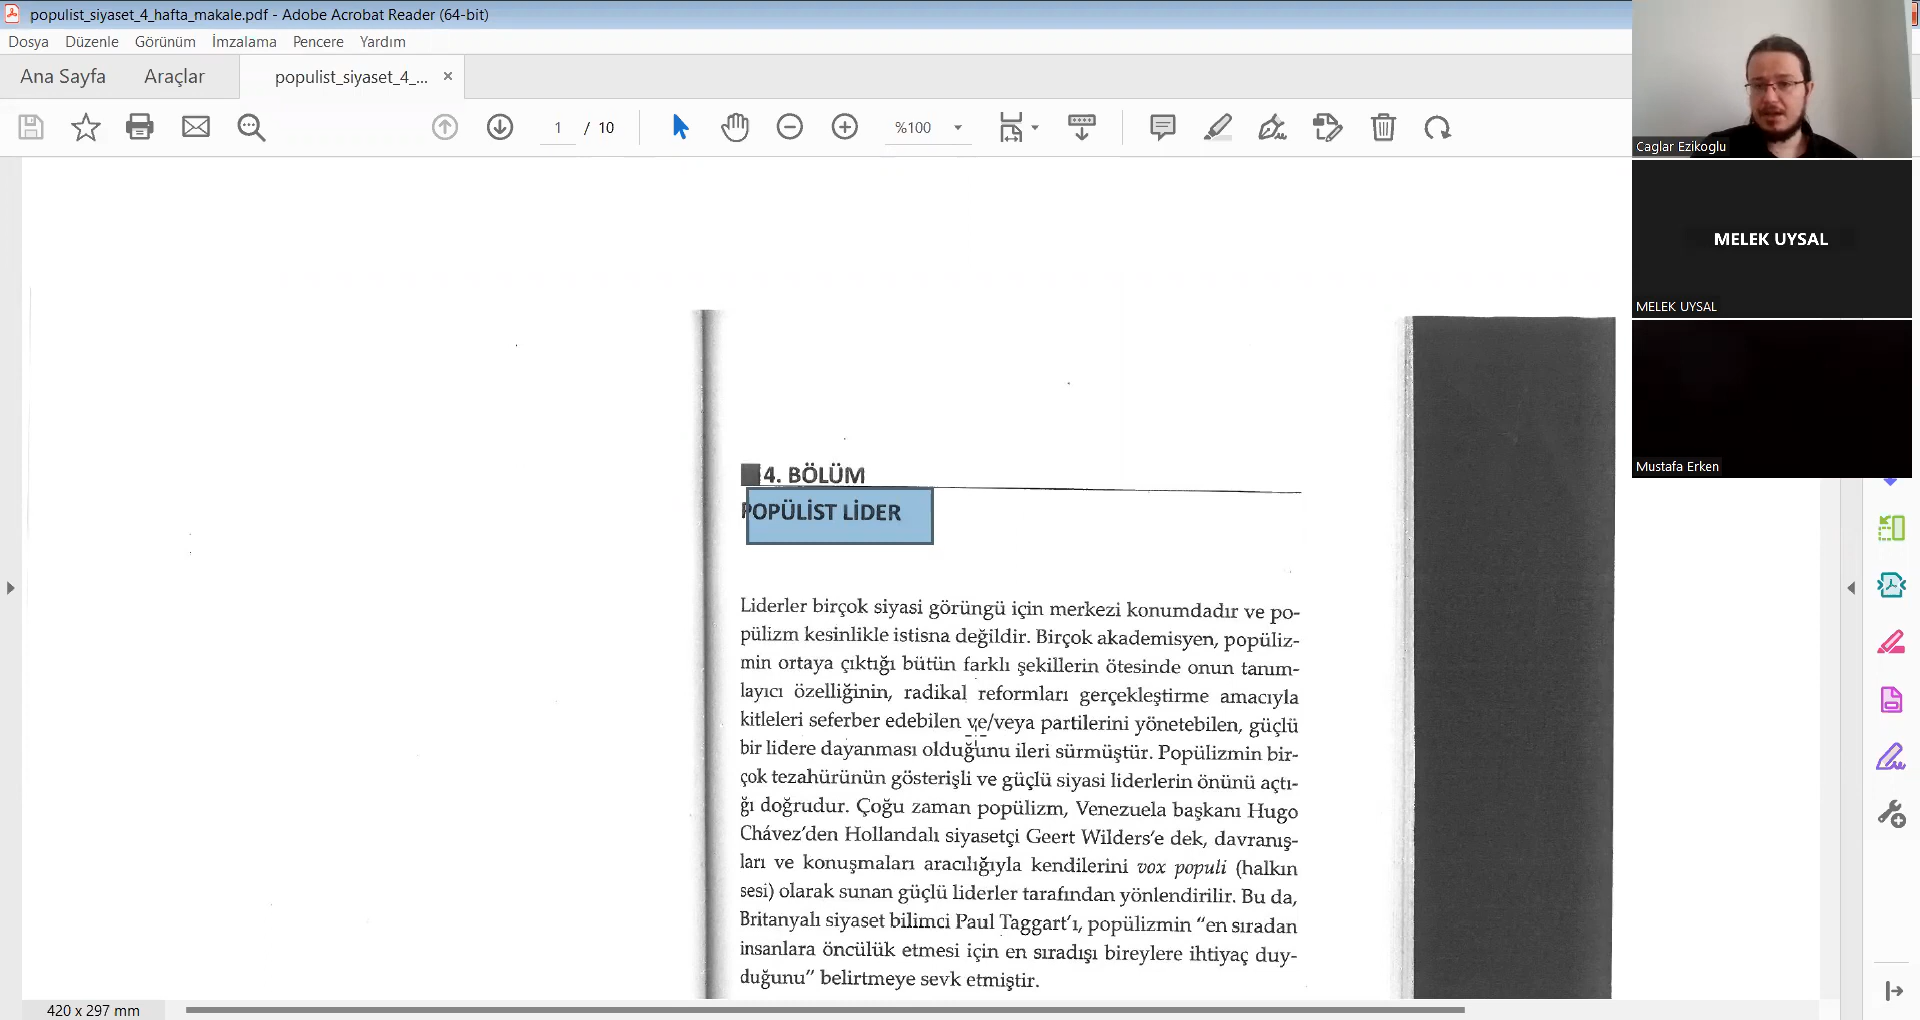 populist_siyaset_4_hafta_makale.pdf - Adobe Acrobat Reader (64-bit)
Dosya Düzenle Görünüm İmzalama Pencere Yardım
Ana Sayfa Araçlar populist_siyaset_4_... ×
1 / 10 %100
Caglar Ezikoglu
MELEK UYSAL
MELEK UYSAL
Mustafa Erken
4. BÖLÜM
POPÜLİST LİDER
Liderler birçok siyasi görüngü için merkezi konumdadır ve po-
pülizm kesinlikle istisna değildir. Birçok akademisyen, popüliz-
min ortaya çıktığı bütün farklı şekillerin ötesinde onun tanım-
layıcı özelliğinin, radikal reformları gerçekleştirme amacıyla
kitleleri seferber edebilen ve/veya partilerini yönetebilen, güçlü
bir lidere dayanması olduğunu ileri sürmüştür. Popülizmin bir-
çok tezahürünün gösterişli ve güçlü siyasi liderlerin önünü açtı-
ğı doğrudur. Çoğu zaman popülizm, Venezuela başkanı Hugo
Chávez'den Hollandalı siyasetçi Geert Wilders'e dek, davranış-
ları ve konuşmaları aracılığıyla kendilerini vox populi (halkın
sesi) olarak sunan güçlü liderler tarafından yönlendirilir. Bu da,
Britanyalı siyaset bilimci Paul Taggart'ı, popülizmin "en sıradan
insanlara öncülük etmesi için en sıradışı bireylere ihtiyaç duy-
duğunu" belirtmeye sevk etmiştir.
420 x 297 mm